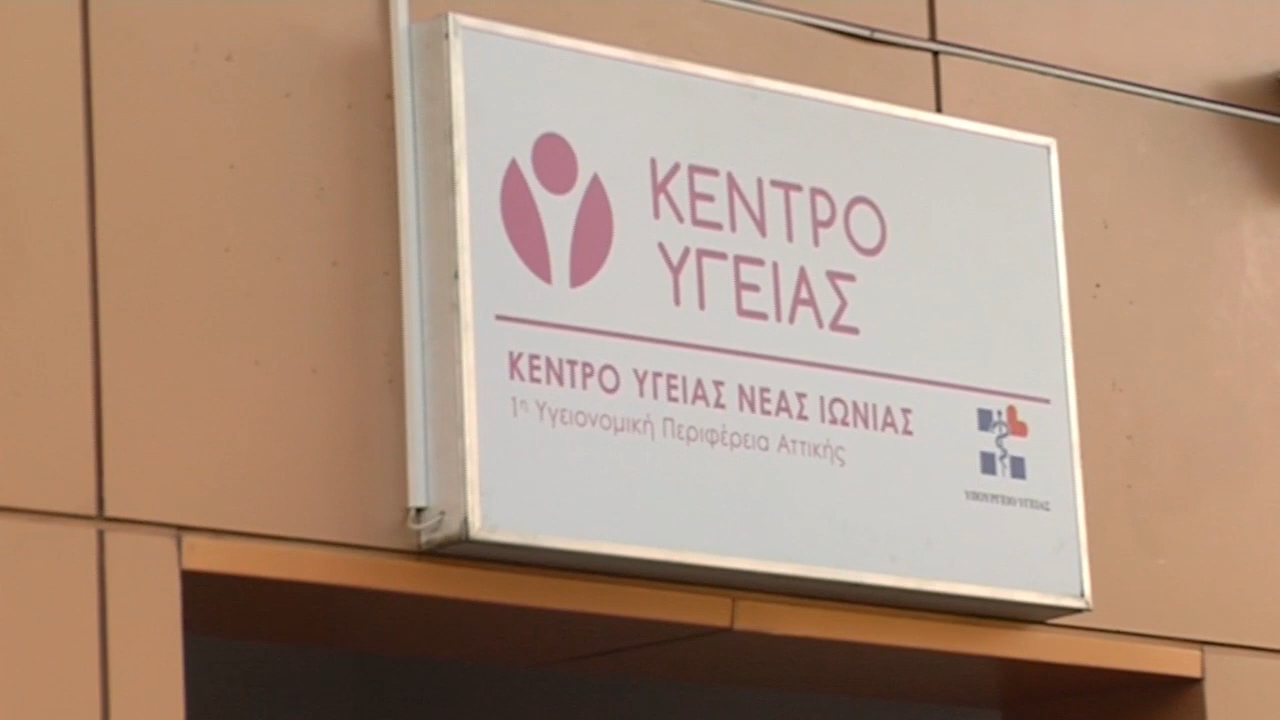 ΚΕΝΤΡΟ
ΥΓΕΙΑΣ
ΚΕΝΤΡΟ ΥΓΕΙΑΣ ΝΕΑΣ ΙΩΝΙΑΣ
1η Υγειονομική Περιφέρεια Αττικής
ΥΠΟΥΡΓΕΙΟ ΥΓΕΙΑΣ